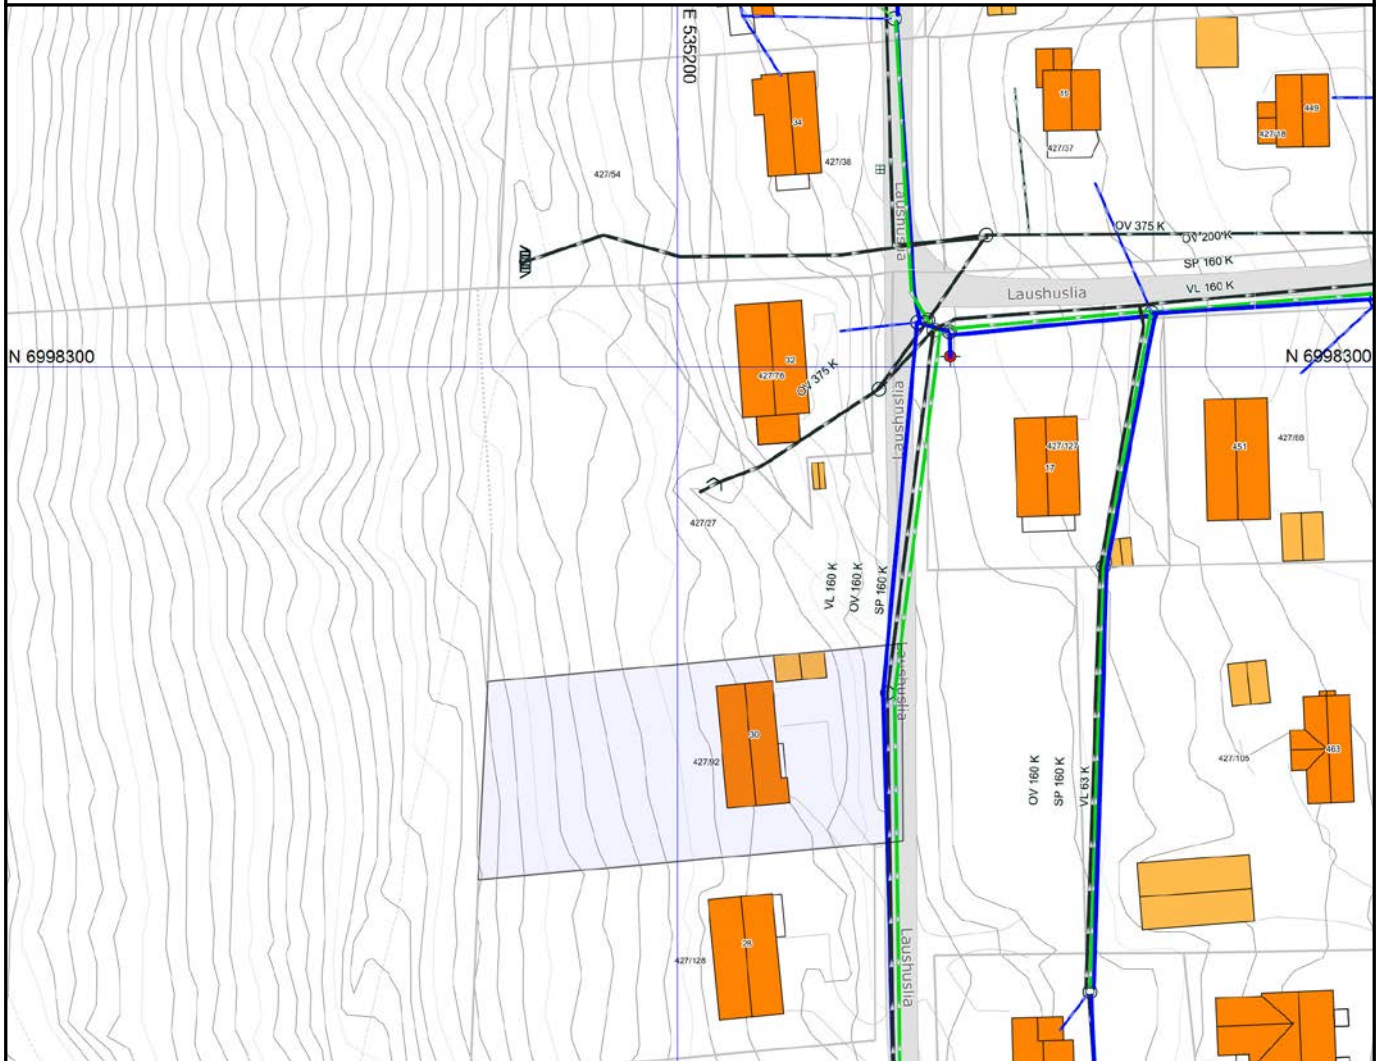 E 535200
34
427/38
427/54
Laushuslia
15
427/37
449
427/18
OV 375 K
OV 200 K
SP 160 K
VL 160 K
Laushuslia
N 6998300
N 6998300
32
427/76
OV 375 K
Laushuslia
427/127
17
451
427/68
427/27
VL 160 K
OV 160 K
SP 160 K
Laushuslia
30
427/92
OV 160 K
SP 160 K
VL 63 K
427/105
463
28
427/128
Laushuslia